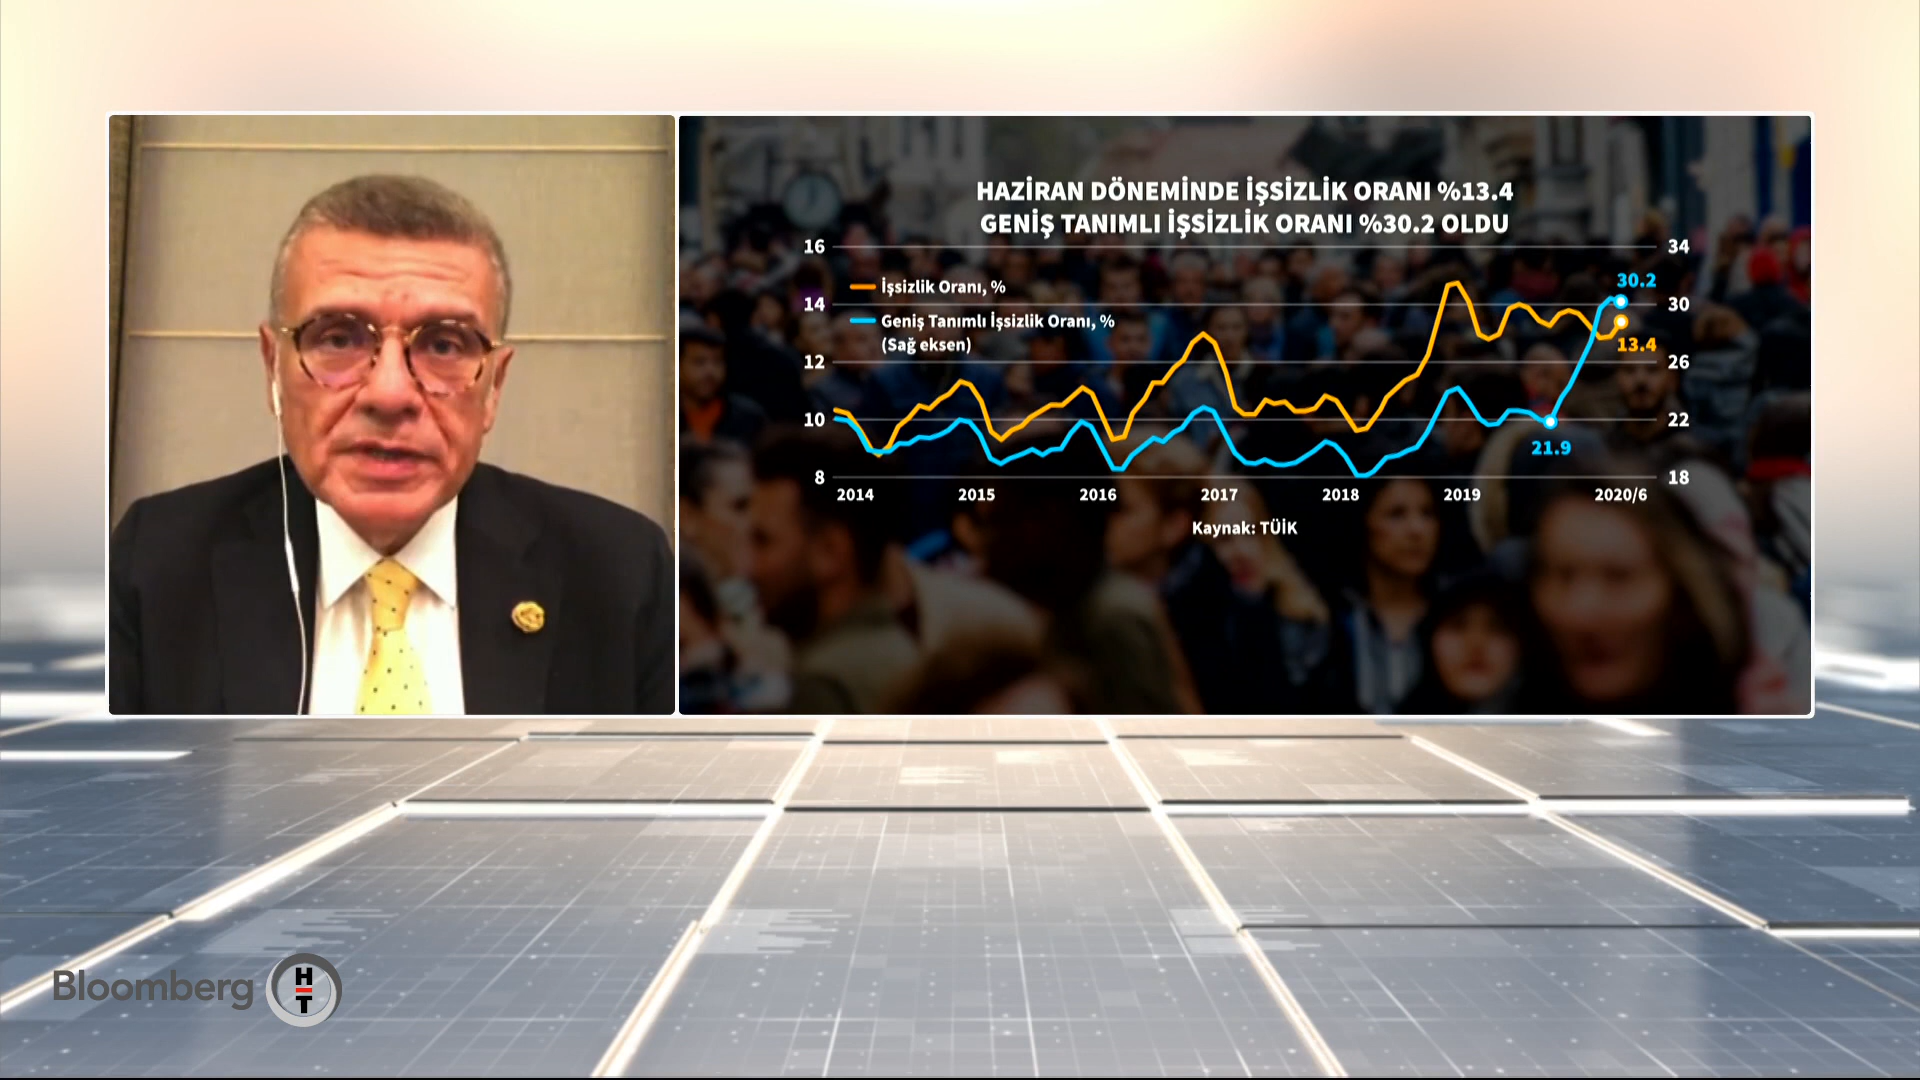 HAZİRAN DÖNEMİNDE İŞSİZLİK ORANI %13.4
GENİŞ TANIMLI İŞSİZLİK ORANI %30.2 OLDU
16
34
İşsizlik Oranı, %
30.2
14
30
Geniş Tanımlı İşsizlik Oranı, %
(Sağ eksen)
13.4
12
26
10
22
21.9
8
18
2014 2015 2016 2017 2018 2019 2020/6
Kaynak: TÜİK
Bloomberg HT